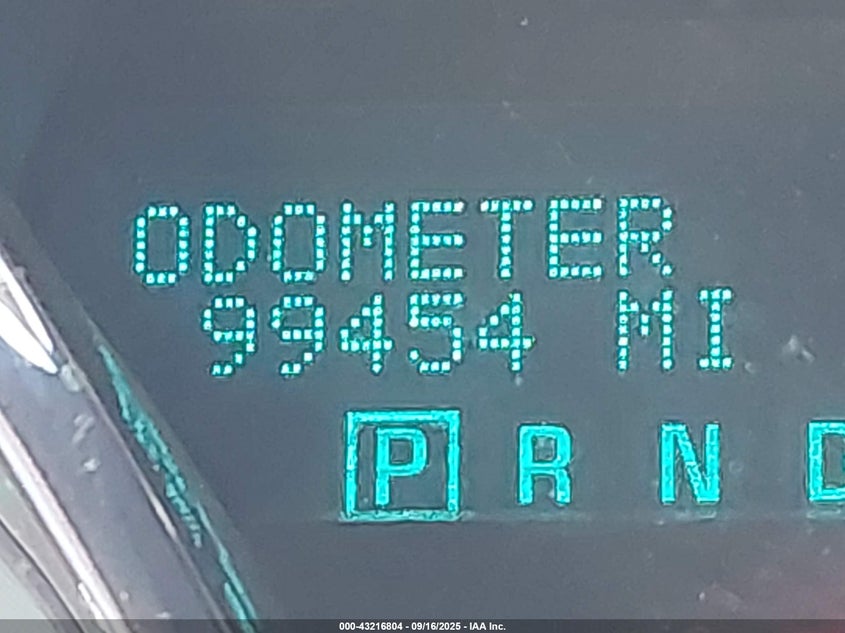 ODOMETER
99454 MI
P R N D
000-43216804 - 09/16/2025 - IAA Inc.